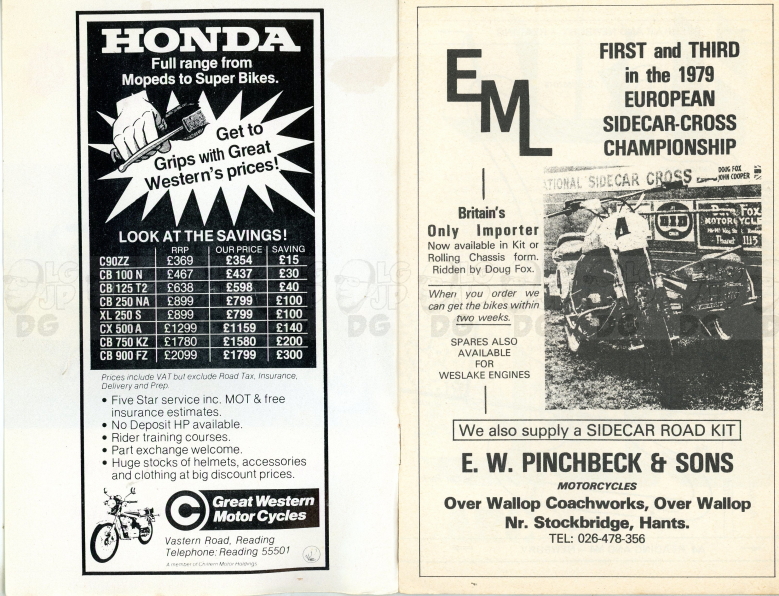 HONDA
Full range from
Mopeds to Super Bikes.
Get to
Grips with Great
Western's prices!
LOOK AT THE SAVINGS!
RRP OUR PRICE SAVING
C90ZZ £369 £354 £15
CB 100 N £467 £437 £30
CB 125 T2 £638 £598 £40
CB 250 NA £899 £799 £100
XL 250 S £899 £799 £100
CX 500 A £1299 £1159 £140
CB 750 KZ £1780 £1580 £200
CB 900 FZ £2099 £1799 £300
Prices include VAT but exclude Road Tax, Insurance,
Delivery and Prep.
• Five Star service inc. MOT & free
insurance estimates.
• No Deposit HP available.
• Rider training courses.
• Part exchange welcome.
• Huge stocks of helmets, accessories
and clothing at big discount prices.
Great Western
Motor Cycles
Vastern Road, Reading
Telephone: Reading 55501
A member of Chiltern Motor Holdings
EML
FIRST and THIRD
in the 1979
EUROPEAN
SIDECAR-CROSS
CHAMPIONSHIP
DOUG FOX
JOHN COOPER
SIDECAR CROSS
FOX
4
Britain's
Only Importer
Now available in Kit or
Rolling Chassis form.
Ridden by Doug Fox.
When you order we
can get the bikes within
two weeks.
SPARES ALSO
AVAILABLE
FOR
WESLAKE ENGINES
We also supply a SIDECAR ROAD KIT
E. W. PINCHBECK & SONS
MOTORCYCLES
Over Wallop Coachworks, Over Wallop
Nr. Stockbridge, Hants.
TEL: 026-478-356